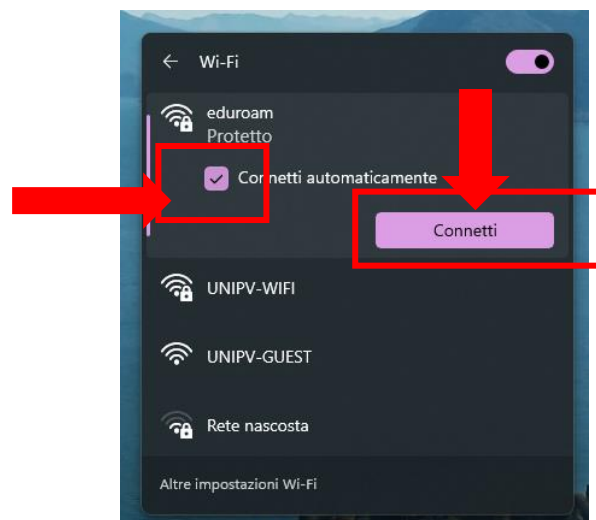 Wi-Fi
eduroam
Protetto
Connetti automaticamente
Connetti
UNIPV-WIFI
UNIPV-GUEST
Rete nascosta
Altre impostazioni Wi-Fi